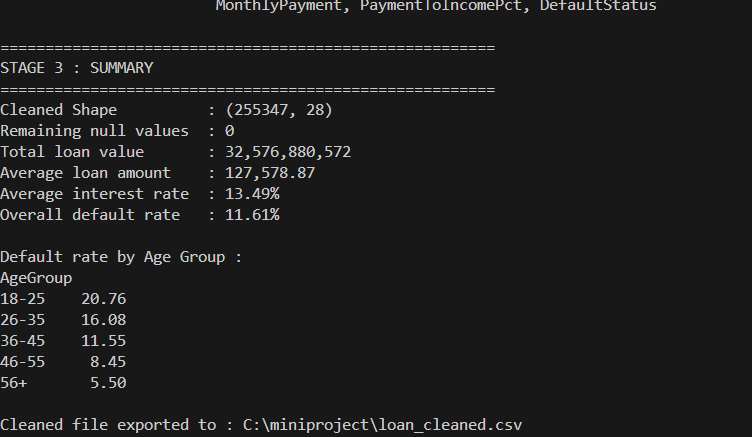 MonthlyPayment, PaymentToIncomePct, DefaultStatus
=======================================================
STAGE 3 : SUMMARY
=======================================================
Cleaned Shape          : (255347, 28)
Remaining null values  : 0
Total loan value       : 32,576,880,572
Average loan amount    : 127,578.87
Average interest rate  : 13.49%
Overall default rate   : 11.61%
Default rate by Age Group :
AgeGroup
18-25    20.76
26-35    16.08
36-45    11.55
46-55     8.45
56+       5.50
Cleaned file exported to : C:\miniproject\loan_cleaned.csv